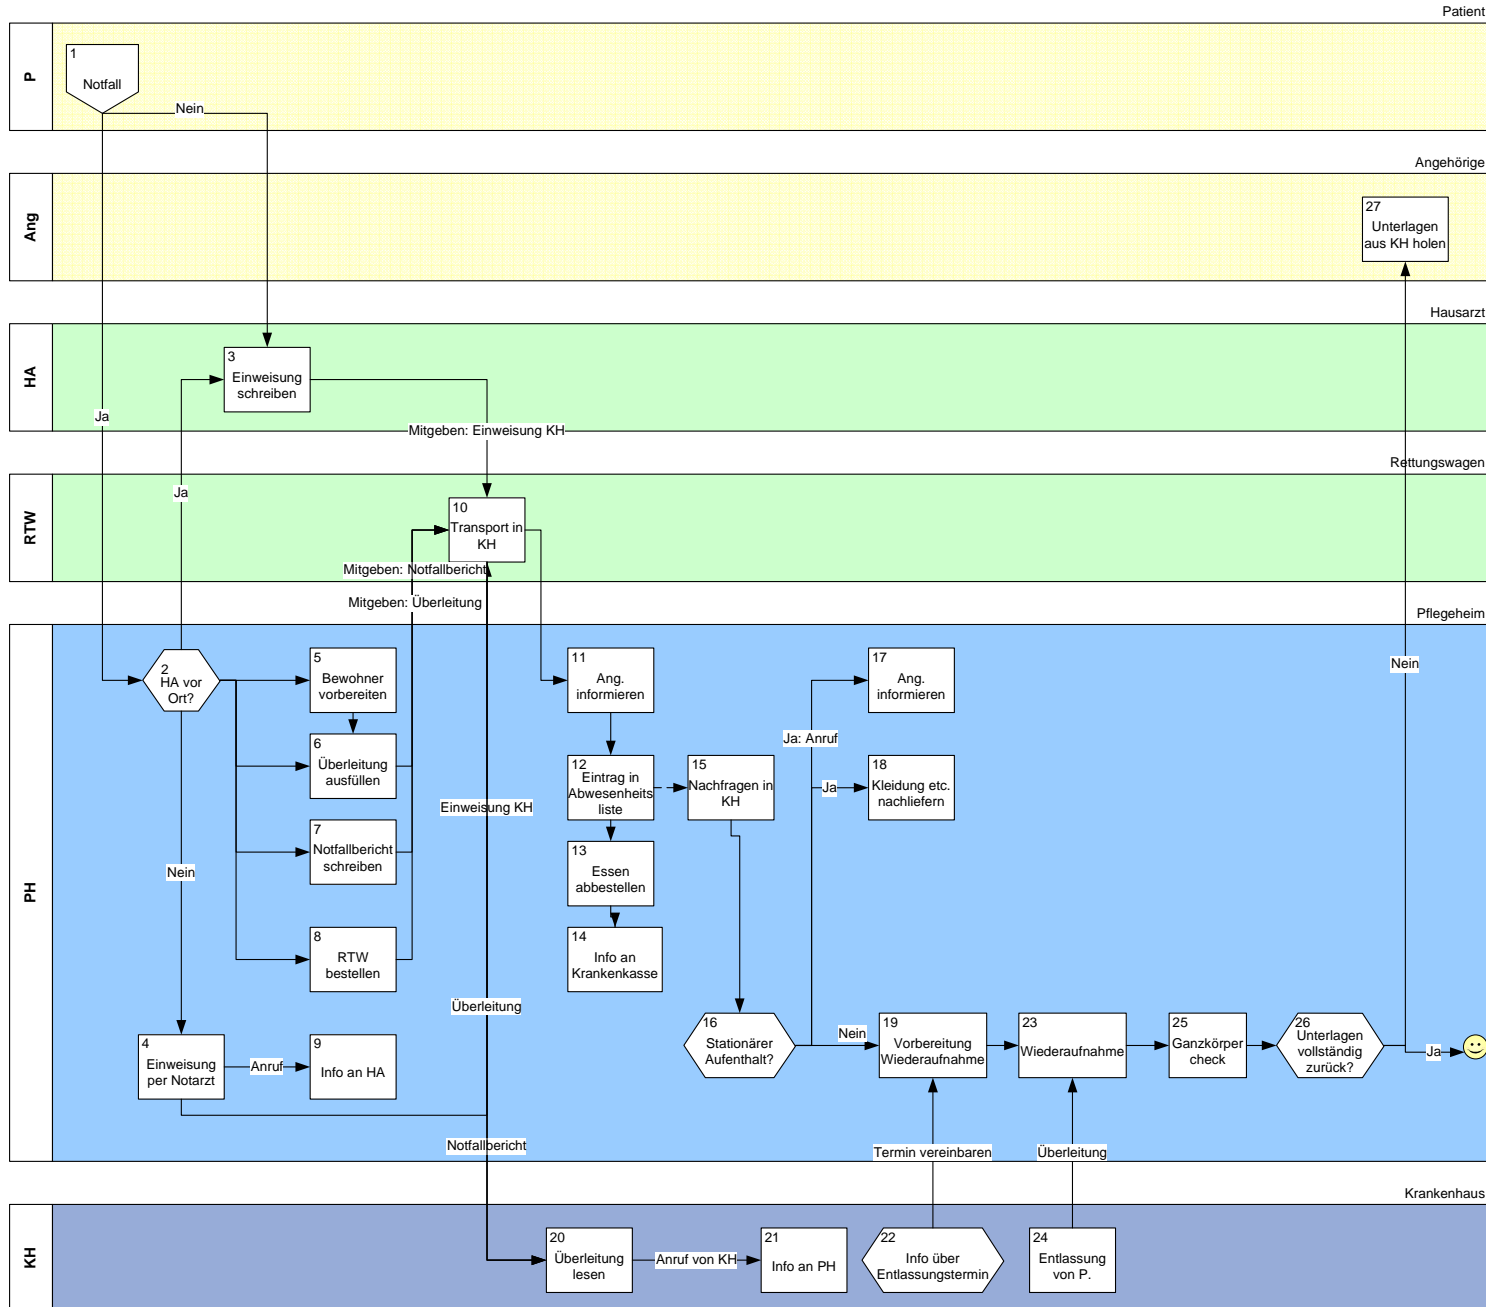 Patient
P
1
Notfall
Nein
Angehörige
Ang
27
Unterlagen
aus KH holen
Hausarzt
HA
3
Einweisung
schreiben
Ja
Mitgeben: Einweisung KH
Rettungswagen
RTW
Ja
10
Transport in
KH
Mitgeben: Notfallbericht
Mitgeben: Überleitung
Pflegeheim
PH
2
HA vor
Ort?
5
Bewohner
vorbereiten
6
Überleitung
ausfüllen
7
Notfallbericht
schreiben
8
RTW
bestellen
Nein
4
Einweisung
per Notarzt
Anruf
9
Info an HA
Einweisung KH
Überleitung
Notfallbericht
11
Ang.
informieren
12
Eintrag in
Abwesenheits
liste
13
Essen
abbestellen
14
Info an
Krankenkasse
15
Nachfragen in
KH
16
Stationärer
Aufenthalt?
Ja: Anruf
17
Ang.
informieren
Ja
18
Kleidung etc.
nachliefern
Nein
19
Vorbereitung
Wiederaufnahme
23
Wiederaufnahme
25
Ganzkörper
check
26
Unterlagen
vollständig
zurück?
Nein
Ja
Termin vereinbaren
Überleitung
Krankenhaus
KH
20
Überleitung
lesen
Anruf von KH
21
Info an PH
22
Info über
Entlassungstermin
24
Entlassung
von P.